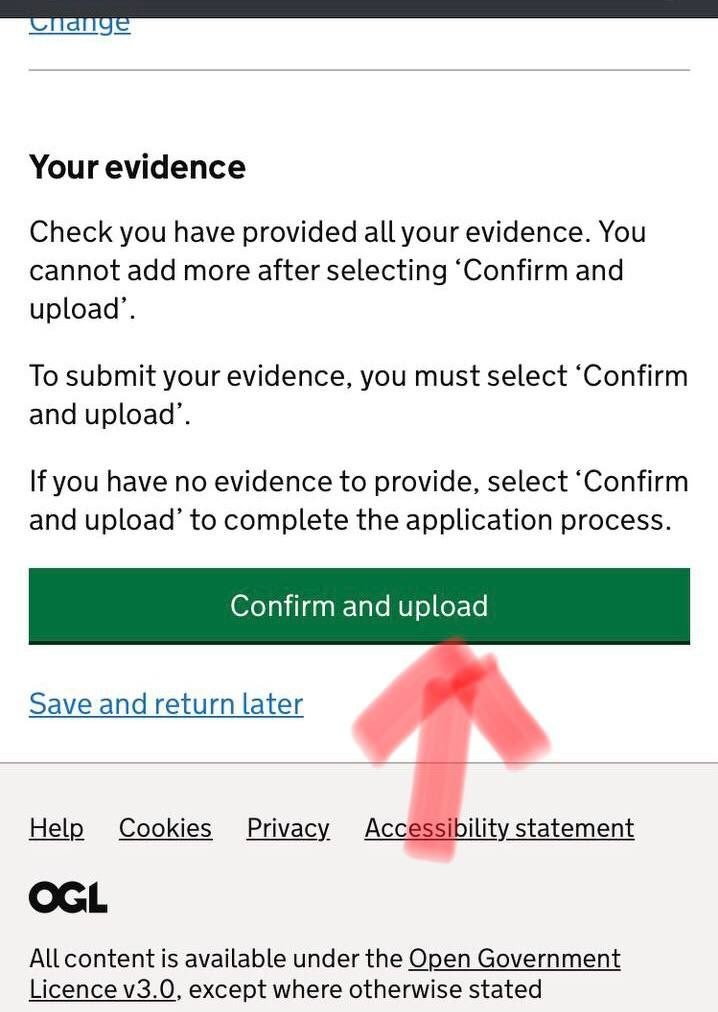 Change
Your evidence
Check you have provided all your evidence. You
cannot add more after selecting ‘Confirm and
upload’.
To submit your evidence, you must select ‘Confirm
and upload’.
If you have no evidence to provide, select ‘Confirm
and upload’ to complete the application process.
Confirm and upload
Save and return later
Help Cookies Privacy Accessibility statement
OGL
All content is available under the Open Government
Licence v3.0, except where otherwise stated